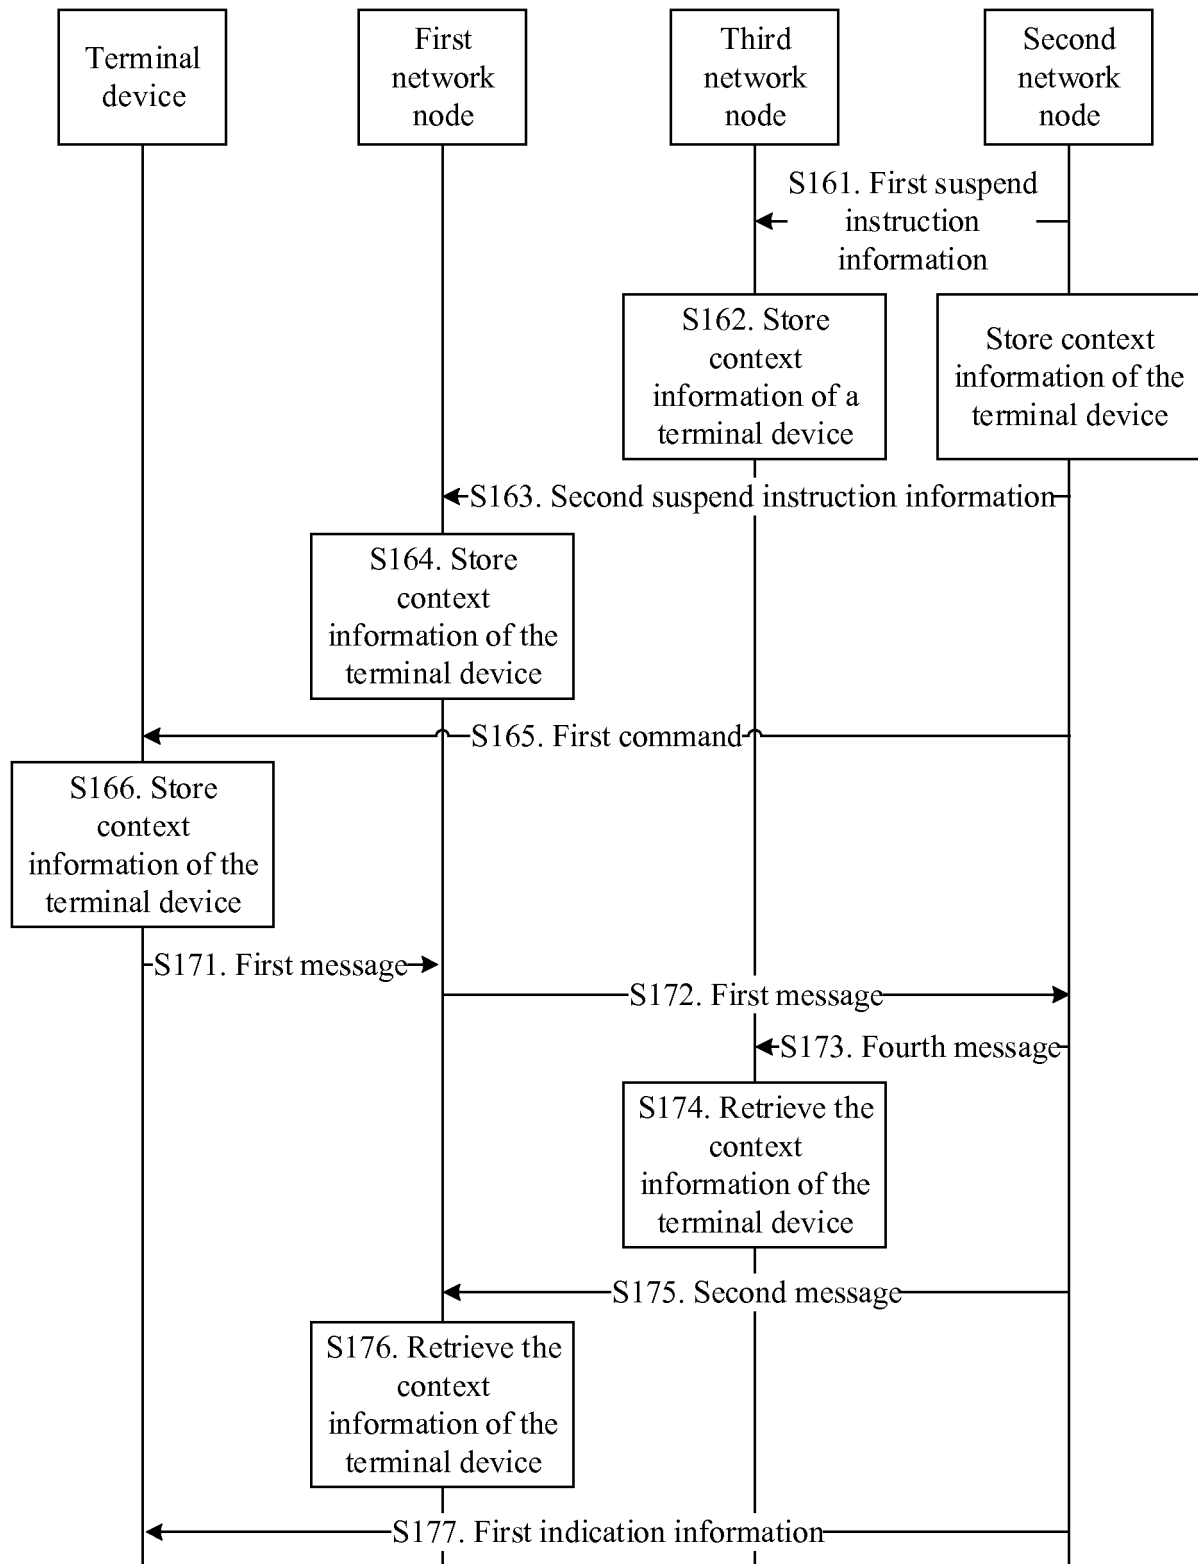 Terminal
device
First
network
node
Third
network
node
Second
network
node
S161. First suspend
instruction
information
S162. Store
context
information of a
terminal device
Store context
information of the
terminal device
S163. Second suspend instruction information
S164. Store
context
information of the
terminal device
S165. First command
S166. Store
context
information of the
terminal device
S171. First message
S172. First message
S173. Fourth message
S174. Retrieve the
context
information of the
terminal device
S175. Second message
S176. Retrieve the
context
information of the
terminal device
S177. First indication information